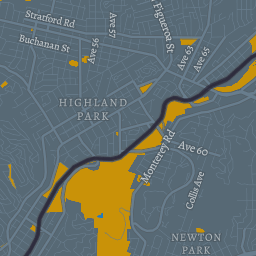 Stratford Rd
Ave 56
Ave 57
Figueroa St
Buchanan St
Ave 63
Ave 65
HIGHLAND
PARK
Monterey Rd
Ave 60
Collis Ave
NEWTON
PARK